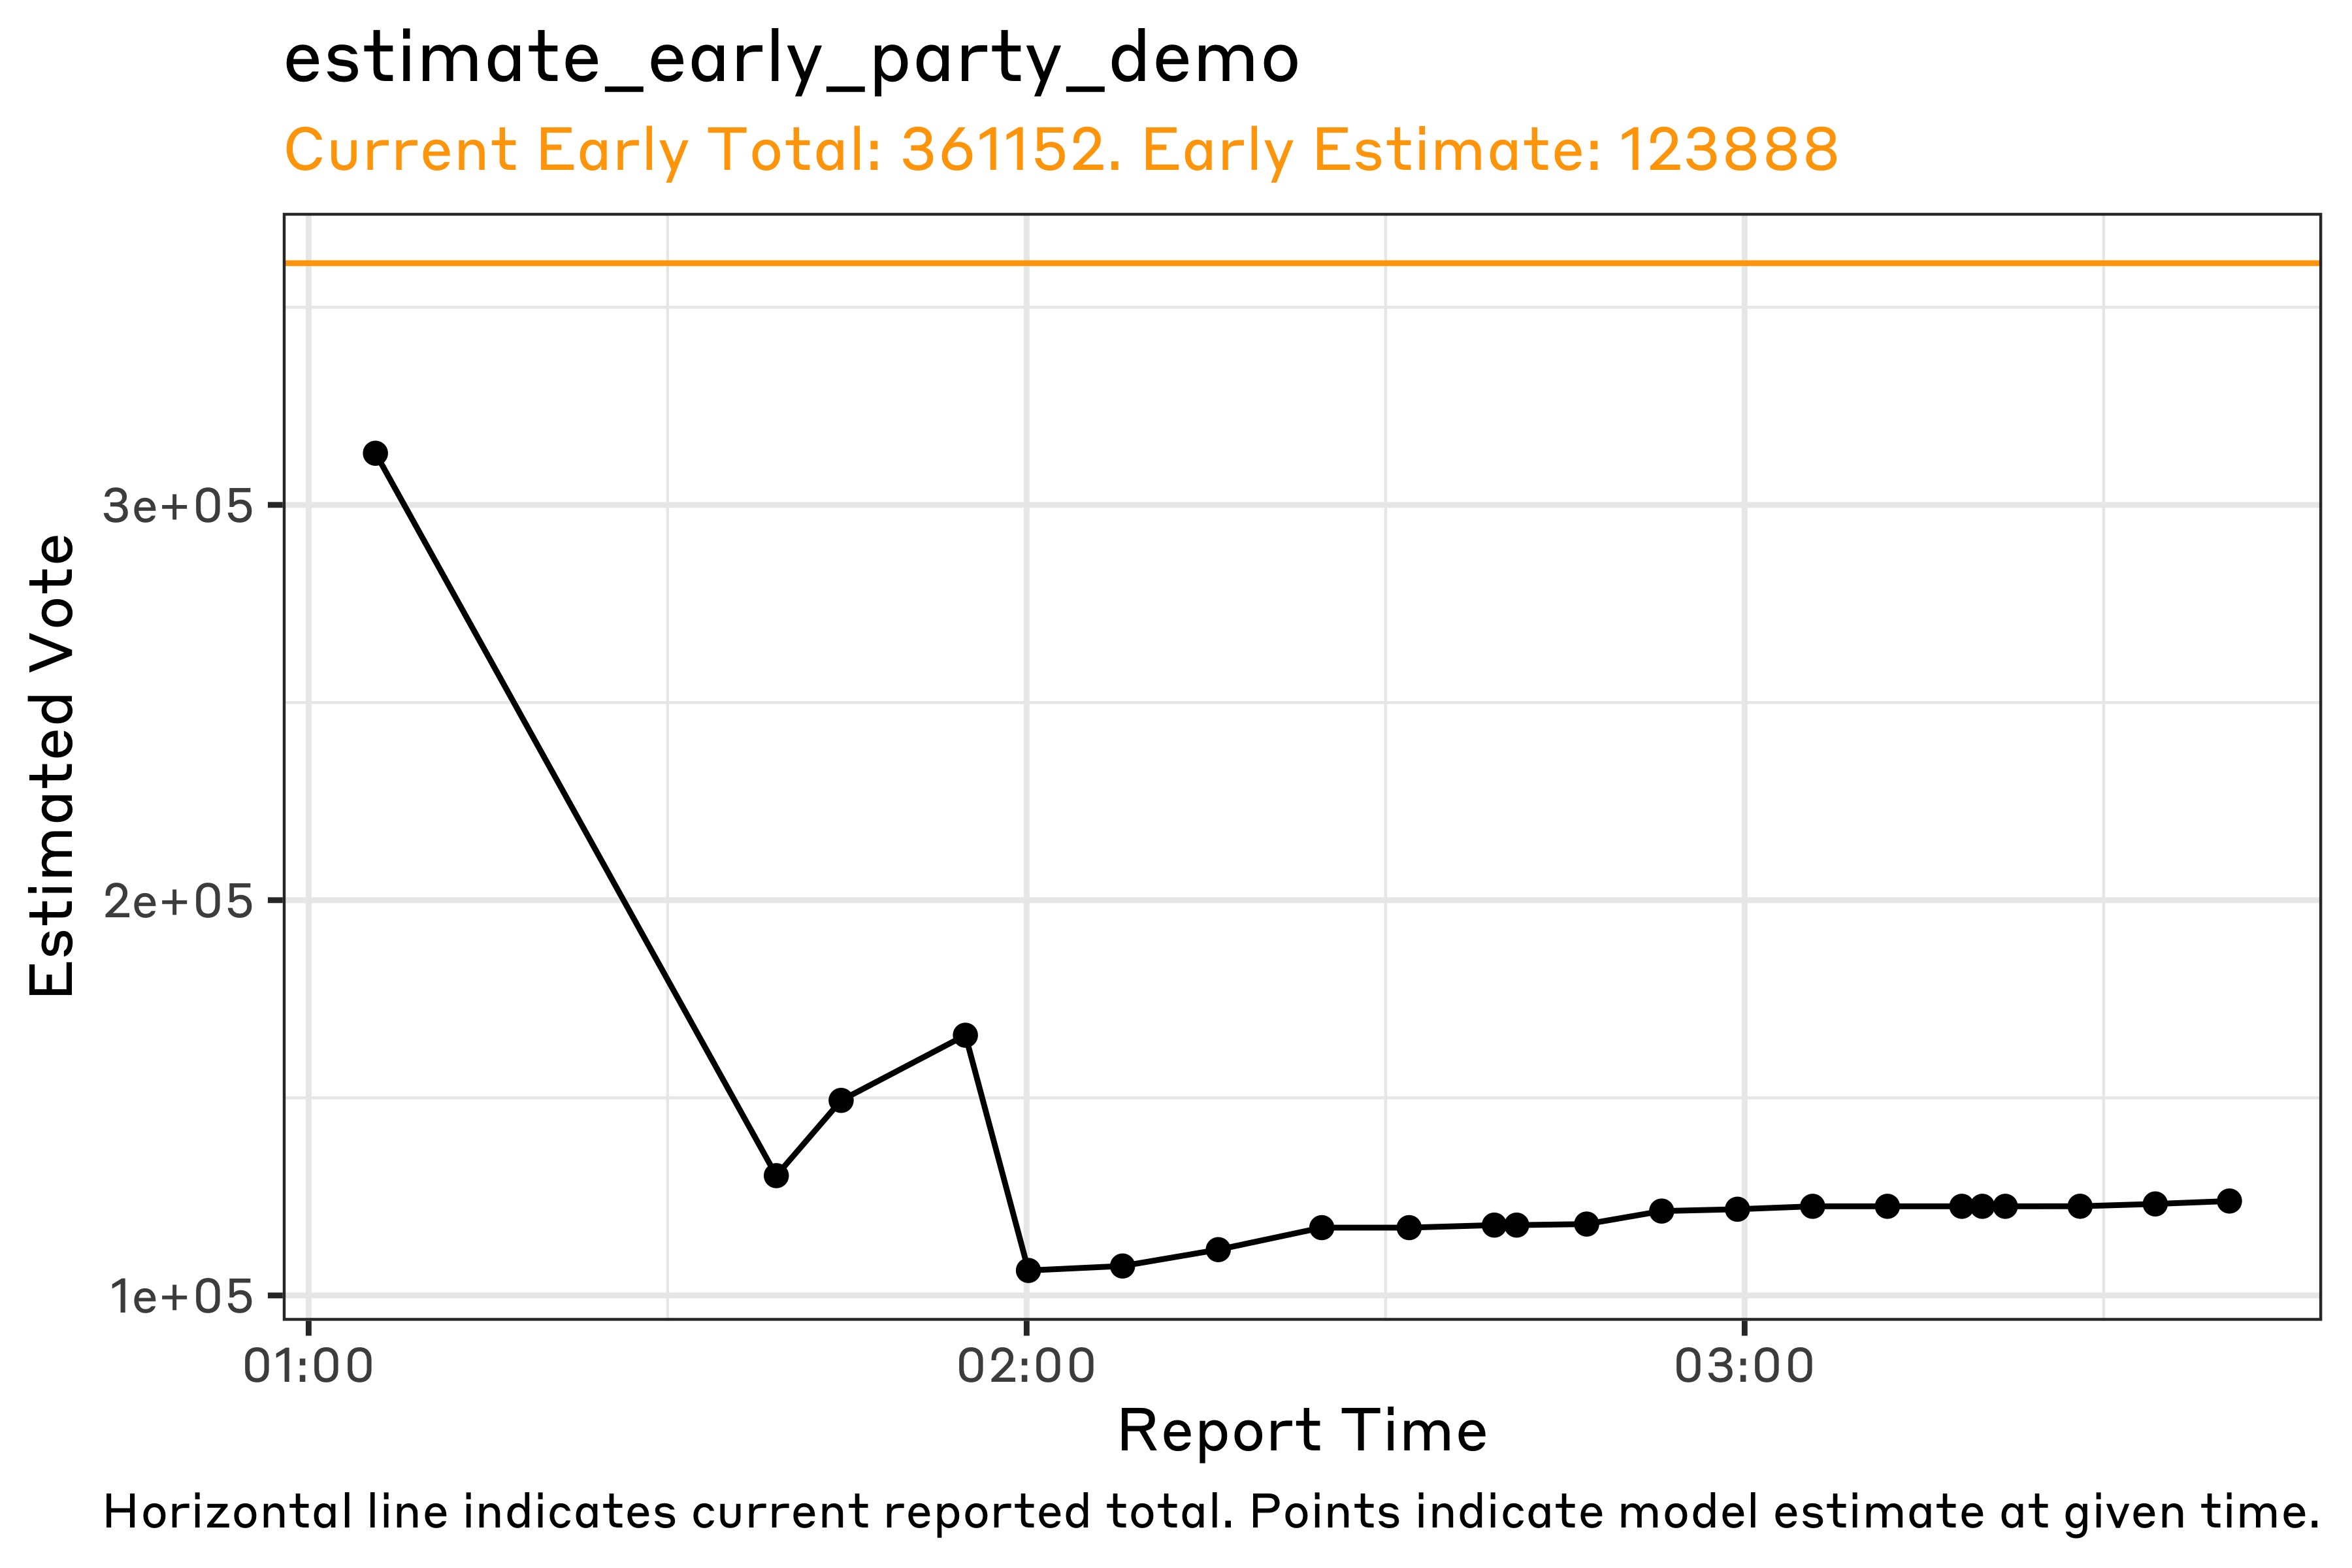 estimate_early_party_demo
Current Early Total: 361152. Early Estimate: 123888
Estimated Vote
3e+05
2e+05
1e+05
01:00 02:00 03:00
Report Time
Horizontal line indicates current reported total. Points indicate model estimate at given time.